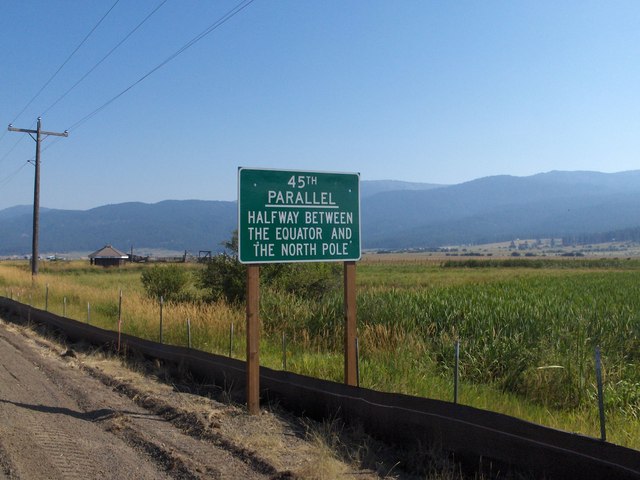 45TH
PARALLEL
HALFWAY BETWEEN
THE EQUATOR AND
THE NORTH POLE